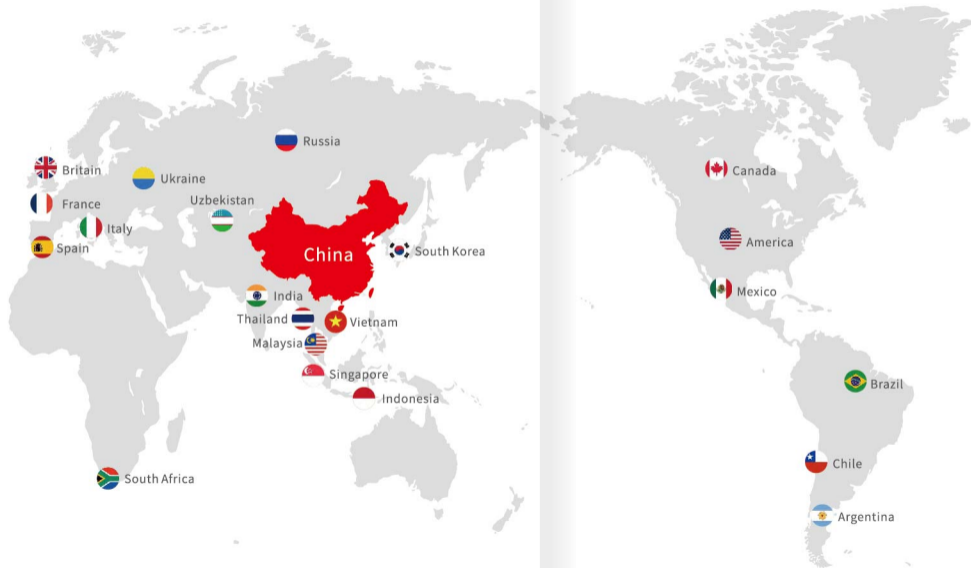 Russia
Britain
Ukraine
Uzbekistan
France
Italy
Spain
China
South Korea
India
Thailand
Vietnam
Malaysia
Singapore
Indonesia
South Africa
Canada
America
Mexico
Brazil
Chile
Argentina